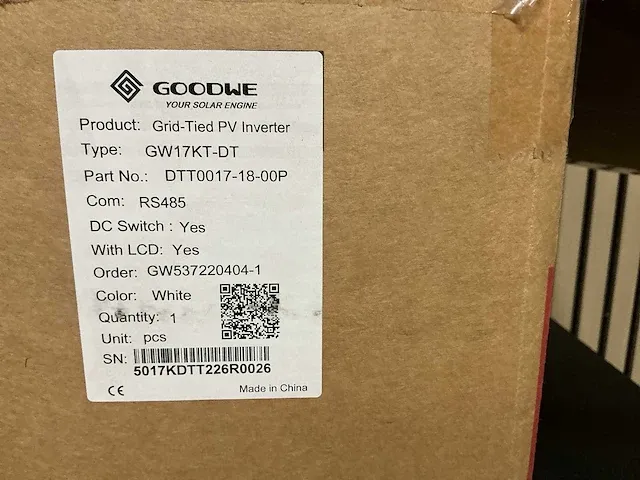 GOODWE
YOUR SOLAR ENGINE
Product: Grid-Tied PV Inverter
Type: GW17KT-DT
Part No.: DTT0017-18-00P
Com: RS485
DC Switch : Yes
With LCD: Yes
Order: GW537220404-1
Color: White
Quantity: 1
Unit: pcs
SN:
5017KDTT226R0026
CE Made in China